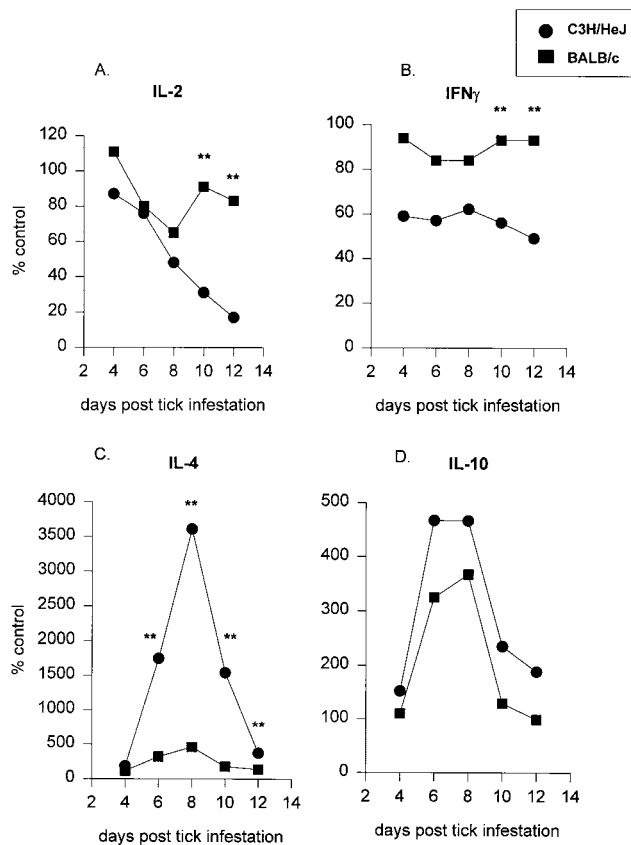 C3H/HeJ
BALB/c
A.
IL-2
120
100
80
60
40
20
0
% control
**
**
2 4 6 8 10 12 14
days post tick infestation
B.
IFNγ
100
80
60
40
20
0
** **
2 4 6 8 10 12 14
days post tick infestation
C.
IL-4
4000
3500
3000
2500
2000
1500
1000
500
0
% control
**
**
**
**
2 4 6 8 10 12 14
days post tick infestation
D.
IL-10
500
400
300
200
100
0
2 4 6 8 10 12 14
days post tick infestation